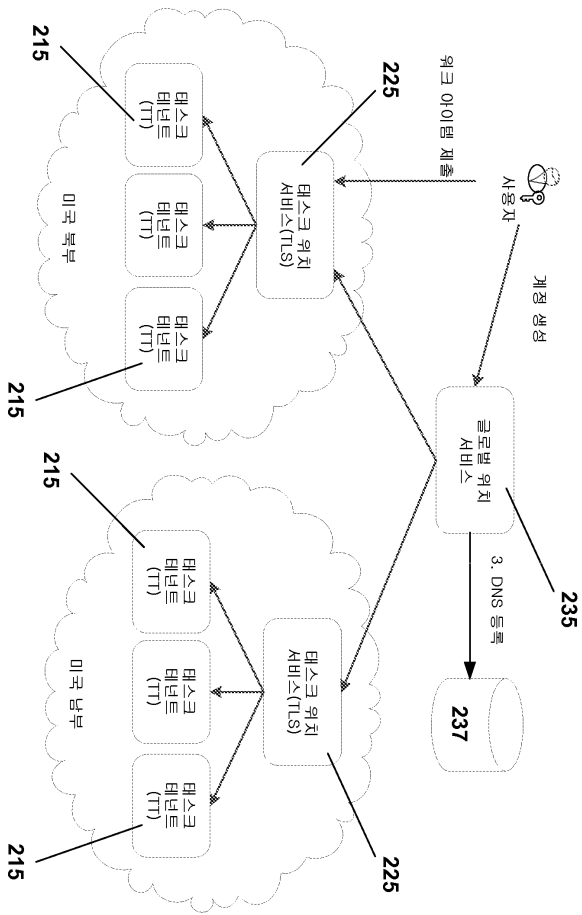 사용자
계정 생성
3. DNS 등록
235
237
글로벌 위치
서비스
워크 아이템 제출
225
태스크 위치
서비스(TLS)
태스크 위치
서비스(TLS)
225
215
태스크
테넌트
(TT)
태스크
테넌트
(TT)
태스크
테넌트
(TT)
215
미국 북부
215
태스크
테넌트
(TT)
태스크
테넌트
(TT)
태스크
테넌트
(TT)
215
미국 남부